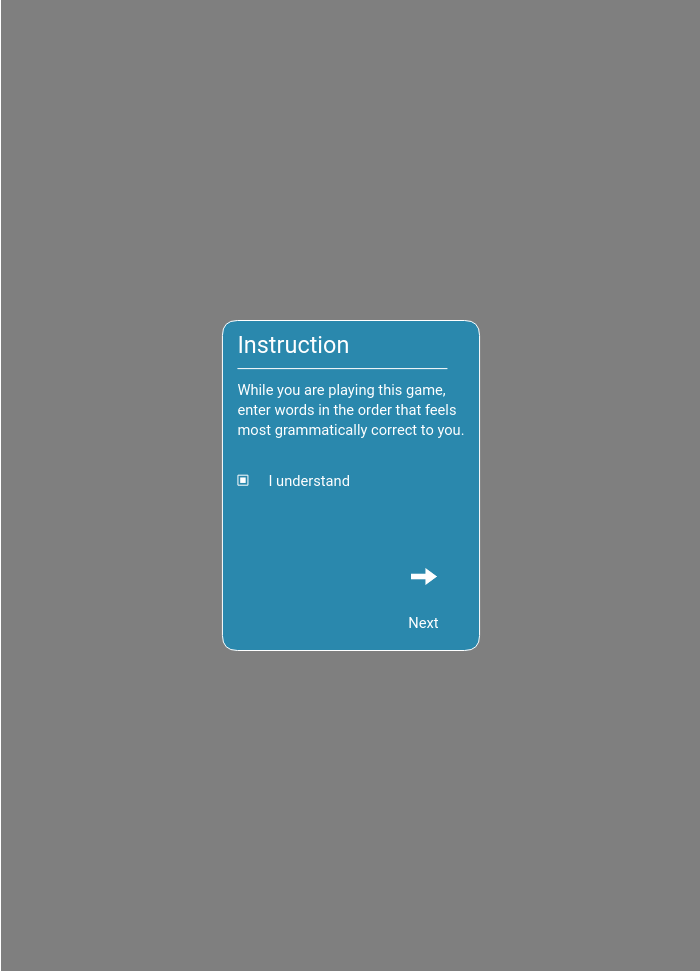 Instruction
While you are playing this game,
enter words in the order that feels
most grammatically correct to you.
I understand
Next